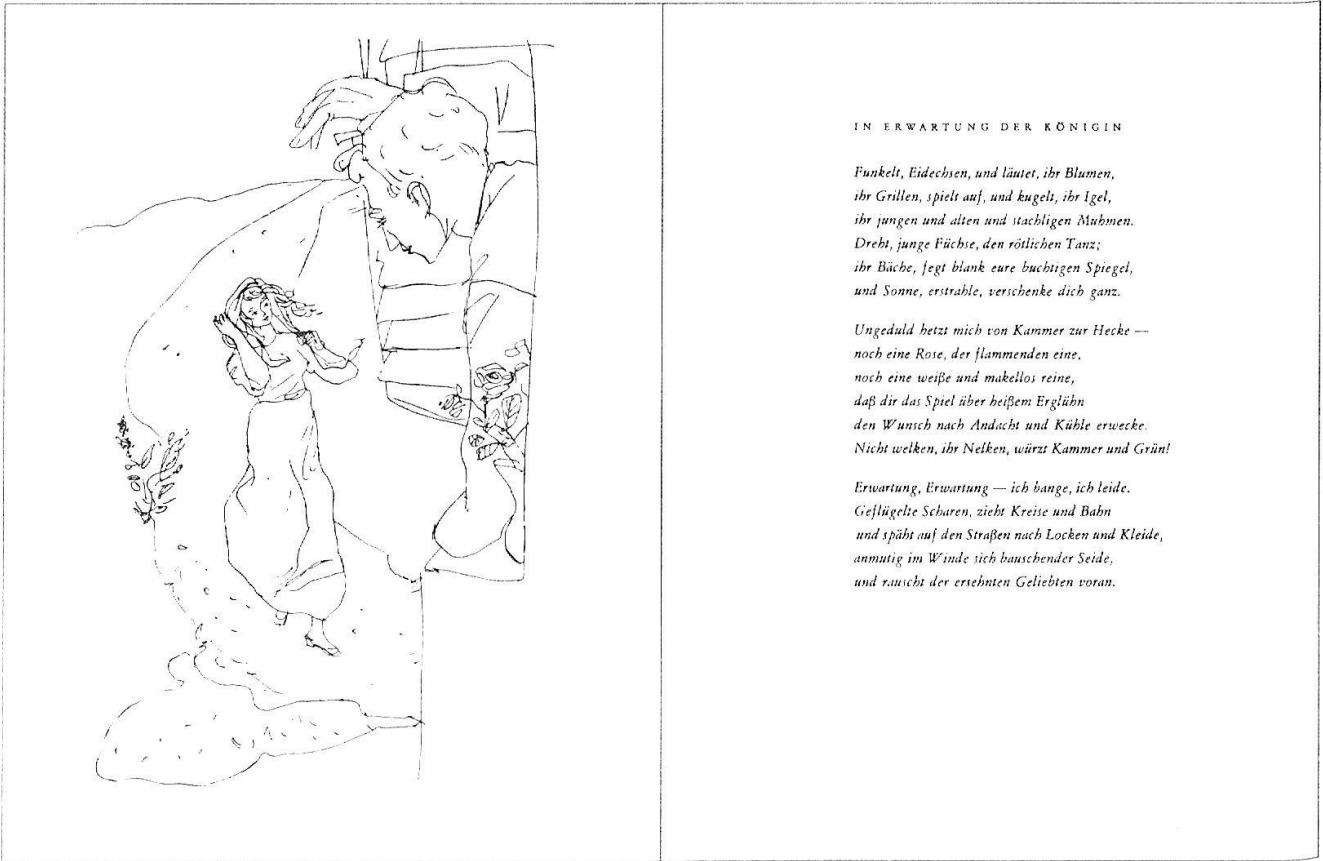 IN ERWARTUNG DER KÖNIGIN
Funkelt, Eidechsen, und läutet, ihr Blumen,
ihr Grillen, spielt auf, und kugelt, ihr Igel,
ihr jungen und alten und stachligen Muhmen.
Dreht, junge Füchse, den rötlichen Tanz;
ihr Bäche, fegt blank eure buchtigen Spiegel,
und Sonne, erstrahle, verschenke dich ganz.
Ungeduld hetzt mich von Kammer zur Hecke —
noch eine Rose, der flammenden eine,
noch eine weiße und makellos reine,
daß dir das Spiel über heißem Erglühn
den Wunsch nach Andacht und Kühle erwecke.
Nicht welken, ihr Nelken, würzt Kammer und Grün!
Erwartung, Erwartung — ich bange, ich leide.
Geflügelte Scharen, zieht Kreise und Bahn
und späht auf den Straßen nach Locken und Kleide,
anmutig im Winde sich bauschender Seide,
und rauscht der ersehnten Geliebten voran.